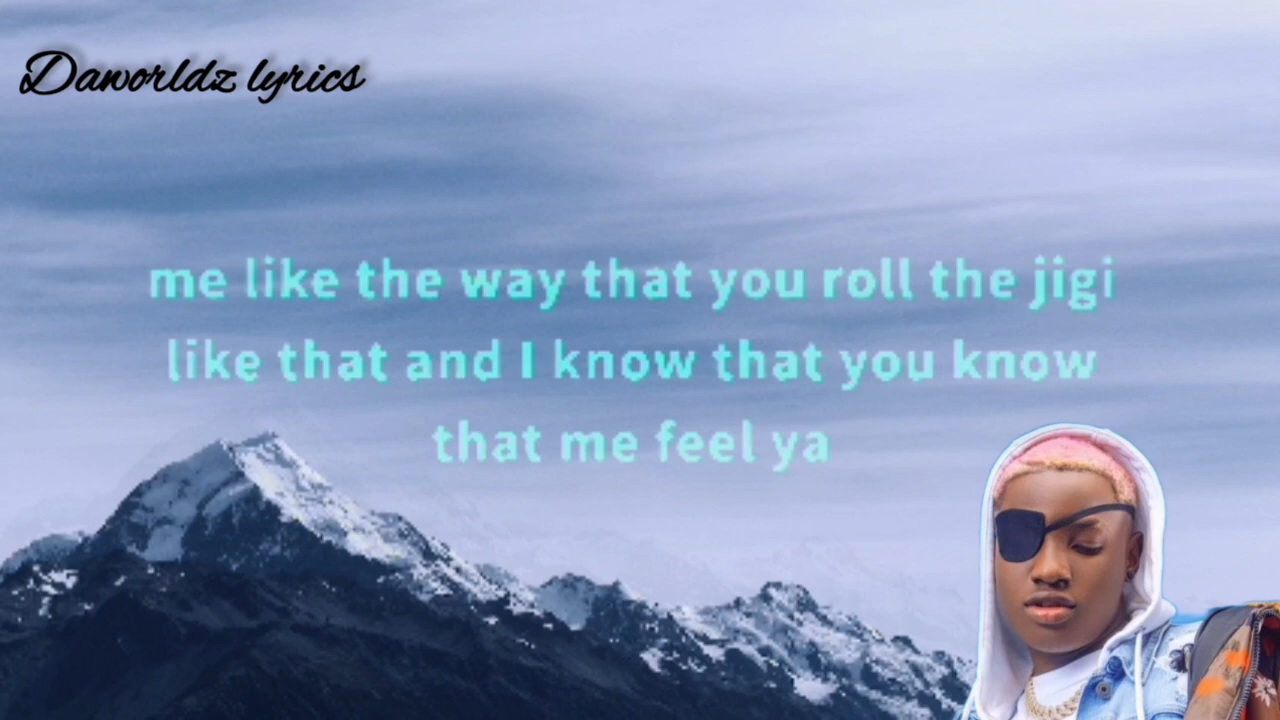 Daworldz lyrics
me like the way that you roll the jigi
like that and I know that you know
that me feel ya